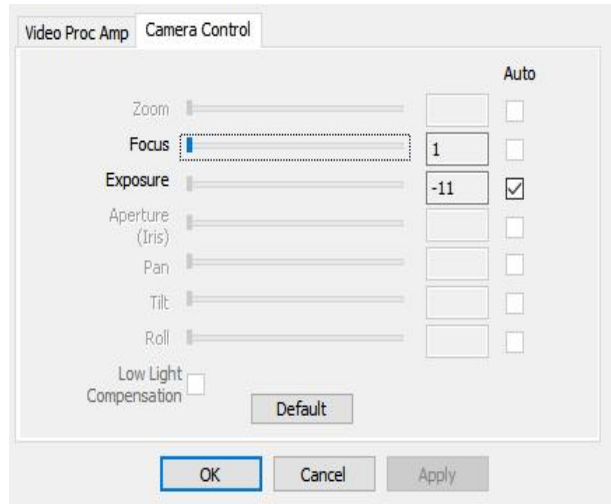 Video Proc Amp Camera Control
Auto
Zoom
Focus 1
Exposure -11
Aperture
(Iris)
Pan
Tilt
Roll
Low Light
Compensation
Default
OK Cancel Apply